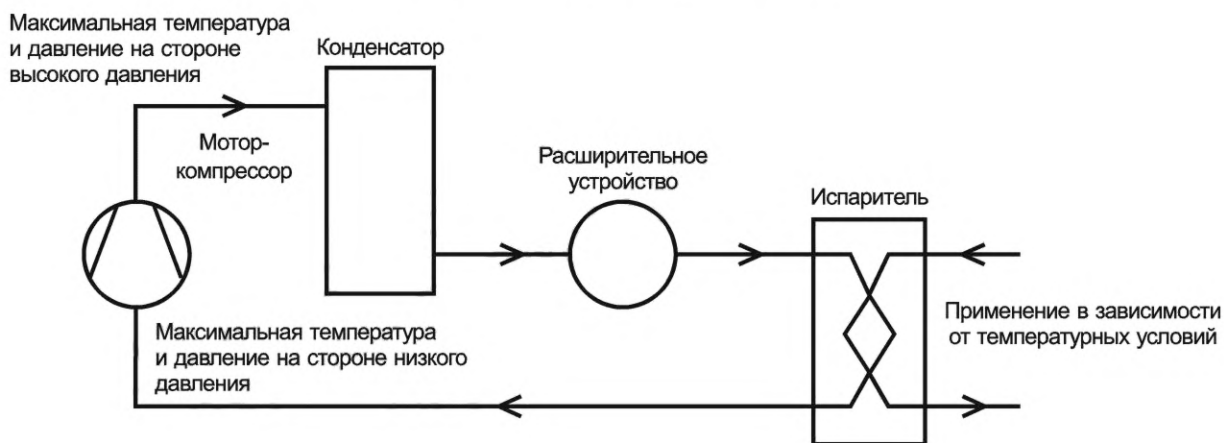 Максимальная температура
и давление на стороне
высокого давления
Конденсатор
Мотор-
компрессор
Расширительное
устройство
Испаритель
Применение в зависимости
от температурных условий
Максимальная температура
и давление на стороне низкого
давления